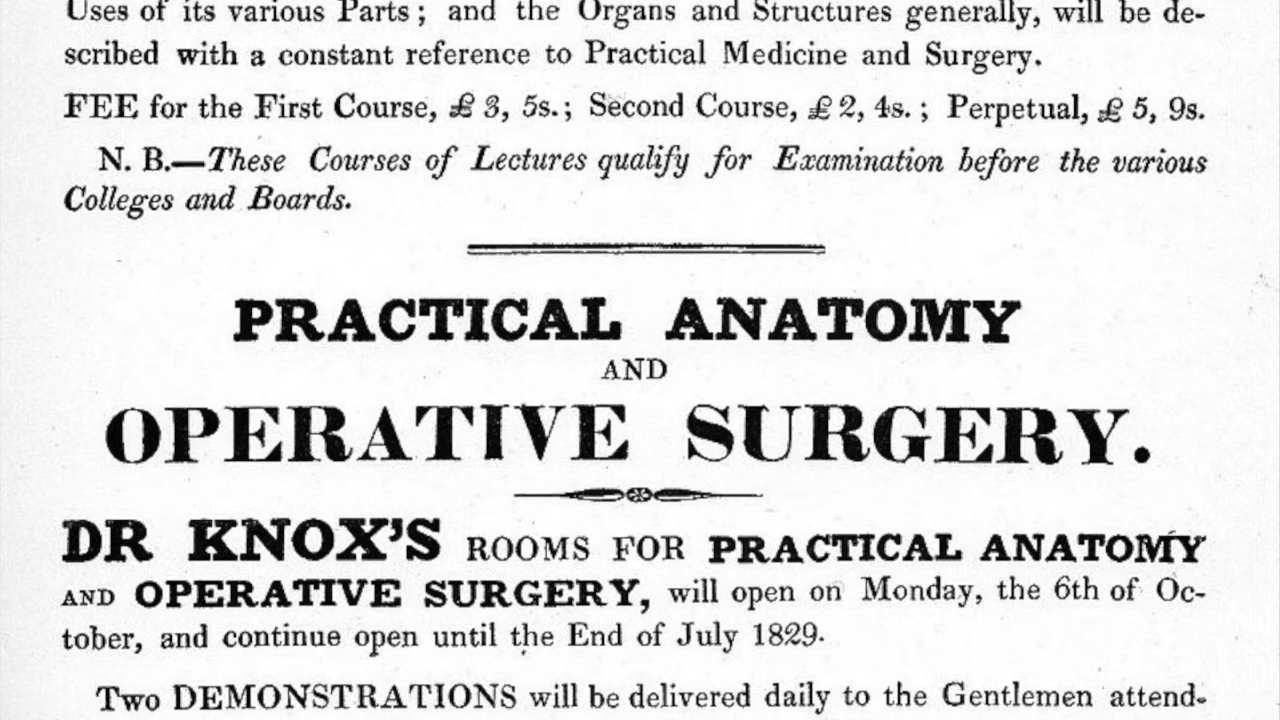 Uses of its various Parts; and the Organs and Structures generally, will be de-
scribed with a constant reference to Practical Medicine and Surgery.
FEE for the First Course, £ 3, 5s.; Second Course, £ 2, 4s.; Perpetual, £ 5, 9s.
N. B.—These Courses of Lectures qualify for Examination before the various
Colleges and Boards.
PRACTICAL ANATOMY
AND
OPERATIVE SURGERY.
DR KNOX'S ROOMS FOR PRACTICAL ANATOMY
AND OPERATIVE SURGERY, will open on Monday, the 6th of Oc-
tober, and continue open until the End of July 1829.
Two DEMONSTRATIONS will be delivered daily to the Gentlemen attend-